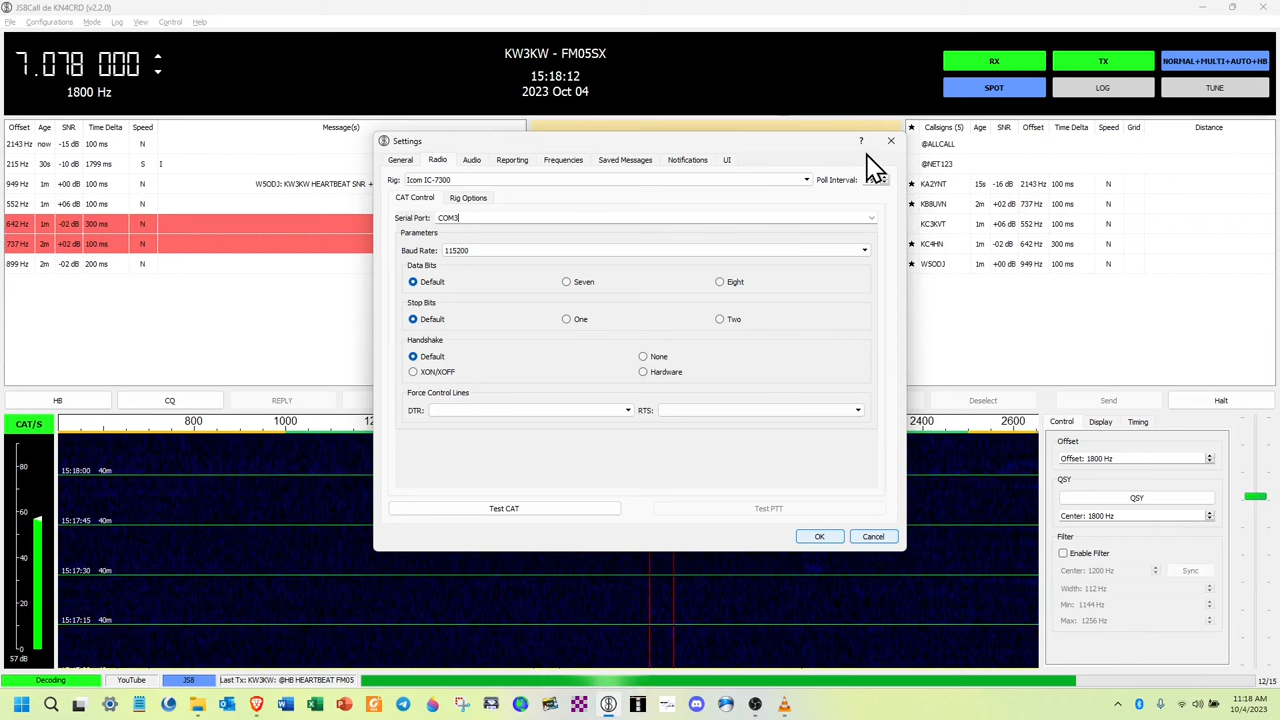 JS8Call de KN4CRD (v2.2.0)
File Configurations Mode Log View Control Help
7.078 000
1800 Hz
KW3KW - FM05SX
15:18:12
2023 Oct 04
RX TX NORMAL+MULTI+AUTO+HB
SPOT LOG TUNE
Offset Age SNR Time Delta Speed Message(s)
2143 Hz now -15 dB 100 ms N
215 Hz 30s -10 dB 1799 ms S I
949 Hz 1m +06 dB 100 ms N W5ODJ: KW3KW HEARTBEAT SNR +
552 Hz 1m +06 dB 100 ms N
642 Hz 1m -02 dB 300 ms N
737 Hz 2m +02 dB 100 ms N
899 Hz 2m -02 dB 200 ms N
Settings
?
General Radio Audio Reporting Frequencies Saved Messages Notifications UI
Rig: Icom IC-7300 Poll Interval:
CAT Control Rig Options
Serial Port: COM3
Parameters
Baud Rate: 115200
Data Bits
Default Seven Eight
Stop Bits
Default One Two
Handshake
Default None
XON/XOFF Hardware
Force Control Lines
DTR: RTS:
Test CAT Test PTT
OK Cancel
★ Callsigns (5) Age SNR Offset Time Delta Speed Grid Distance
@ALLCALL
@NET123
★ KA2YNT 15s -16 dB 2143 Hz 100 ms N
★ KB8UVN 2m +02 dB 737 Hz 100 ms N
KC3KVT 1m +06 dB 552 Hz 100 ms N
★ KC4HN 1m -02 dB 642 Hz 300 ms N
★ W5ODJ 1m +00 dB 949 Hz 100 ms N
HB CQ REPLY Deselect Send Halt
CAT/S
800 1000 12 2400 2600
80
60
40
20
0
57 dB
15:18:00 40m
15:17:45 40m
15:17:30 40m
15:17:15 40m
Control Display Timing
Offset
Offset: 1800 Hz
QSY
QSY
Center: 1800 Hz
Filter
Enable Filter
Center: 1200 Hz Sync
Width: 112 Hz
Min: 1144 Hz
Max: 1256 Hz
Decoding YouTube JS8 Last Tx: KW3KW: @HB HEARTBEAT FM05 12/15
11:18 AM
10/4/2023